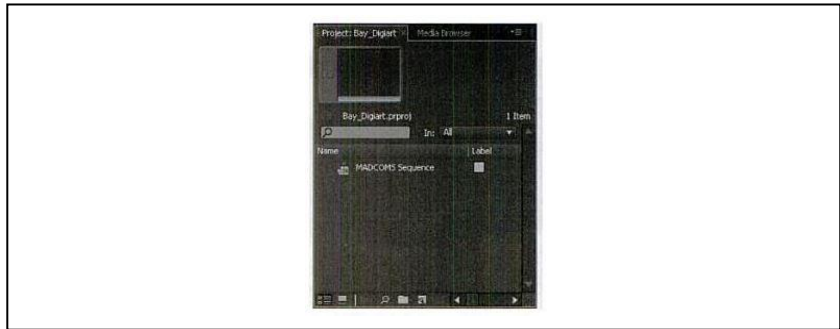 Project: Bay_Digiart × Media Browser
Bay_Digiart.prproj 1 Item
In: All
Name Label
MADCOMS Sequence